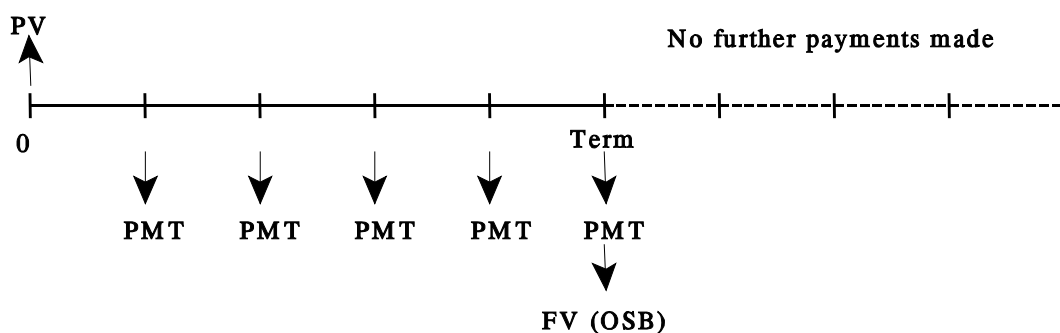 PV
No further payments made
0
Term
PMT PMT PMT PMT PMT
FV (OSB)